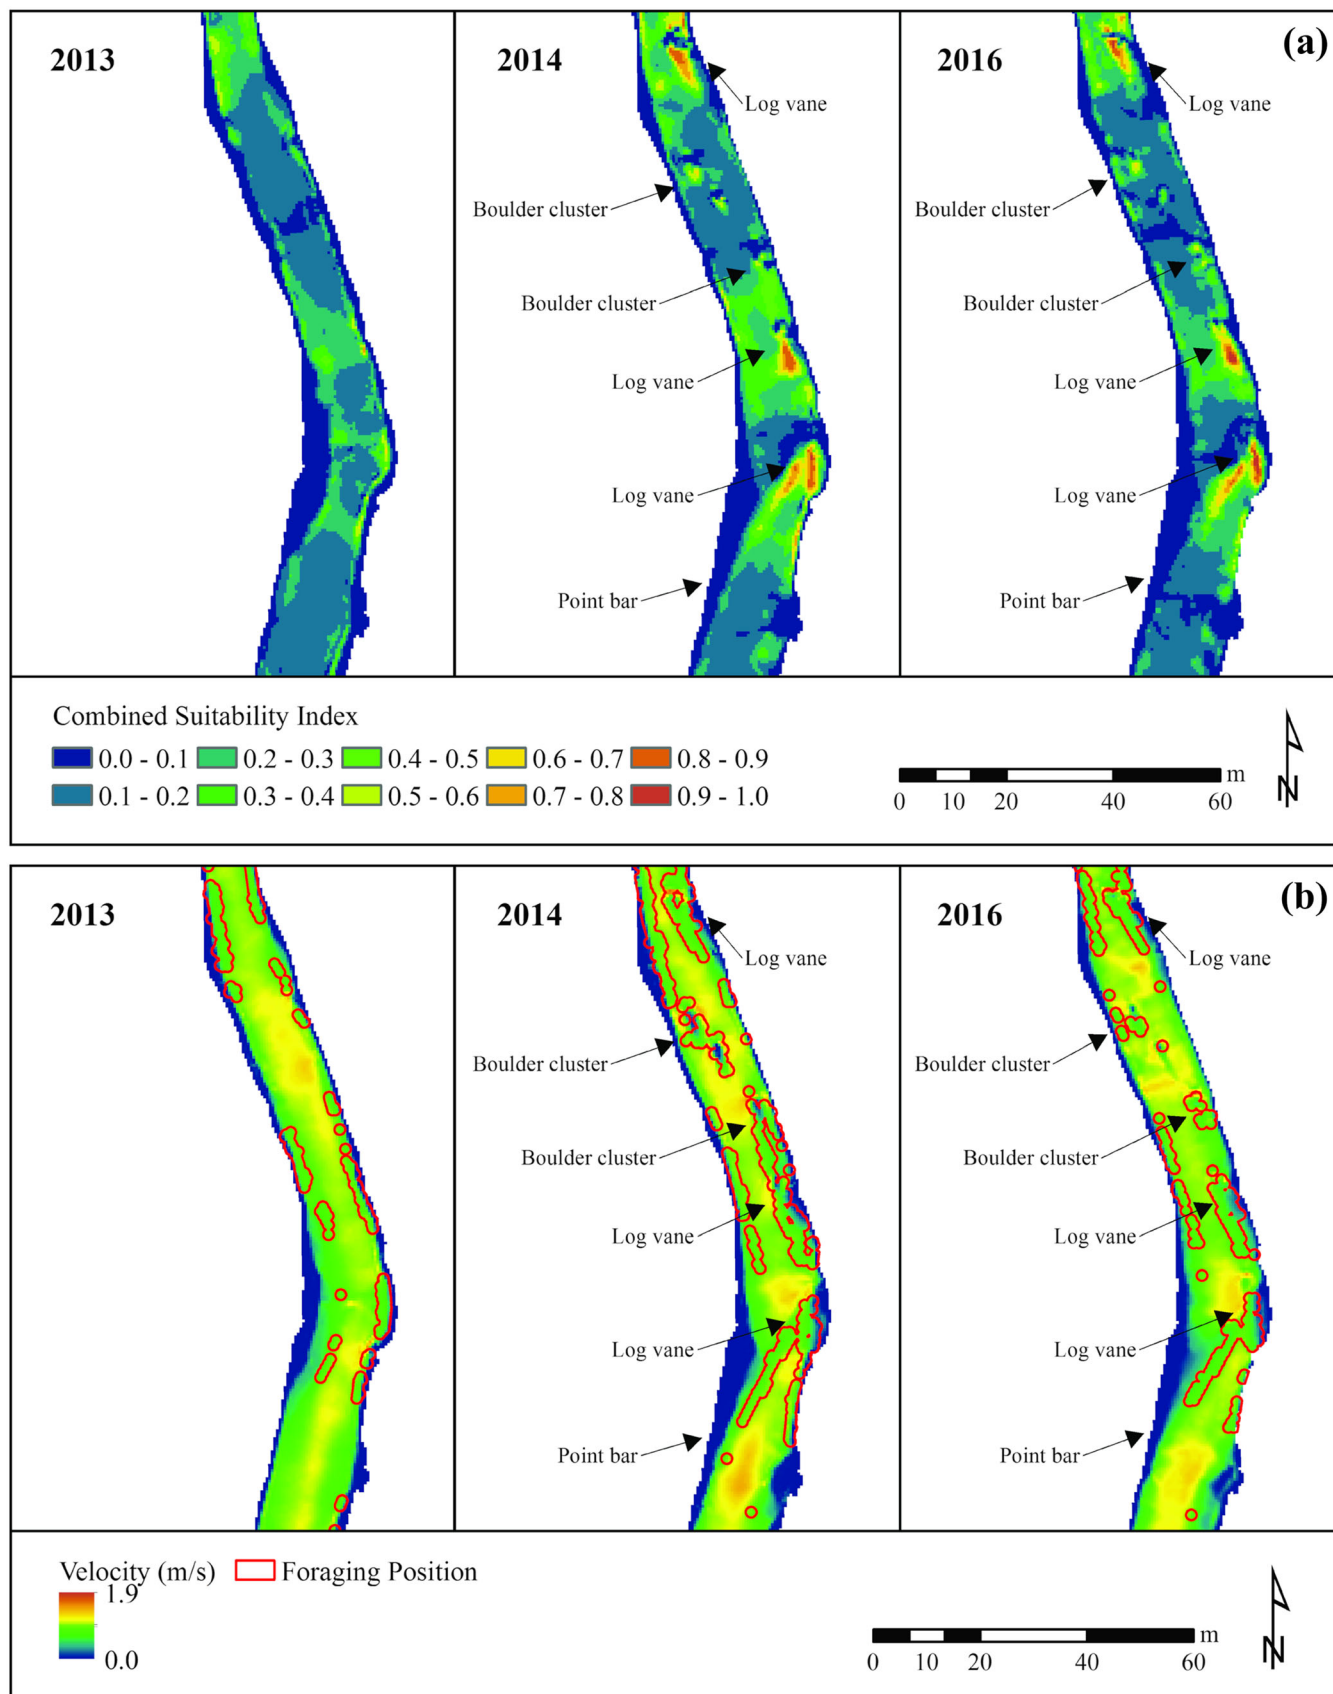 2013
2014
2016
(a)
Log vane
Log vane
Boulder cluster
Boulder cluster
Boulder cluster
Boulder cluster
Log vane
Log vane
Log vane
Log vane
Point bar
Point bar
Combined Suitability Index
0.0 - 0.1
0.2 - 0.3
0.4 - 0.5
0.6 - 0.7
0.8 - 0.9
0.1 - 0.2
0.3 - 0.4
0.5 - 0.6
0.7 - 0.8
0.9 - 1.0
m
0 10 20 40 60
N
2013
2014
2016
(b)
Log vane
Log vane
Boulder cluster
Boulder cluster
Boulder cluster
Boulder cluster
Log vane
Log vane
Log vane
Log vane
Point bar
Point bar
Velocity (m/s)
Foraging Position
1.9
0.0
m
0 10 20 40 60
N